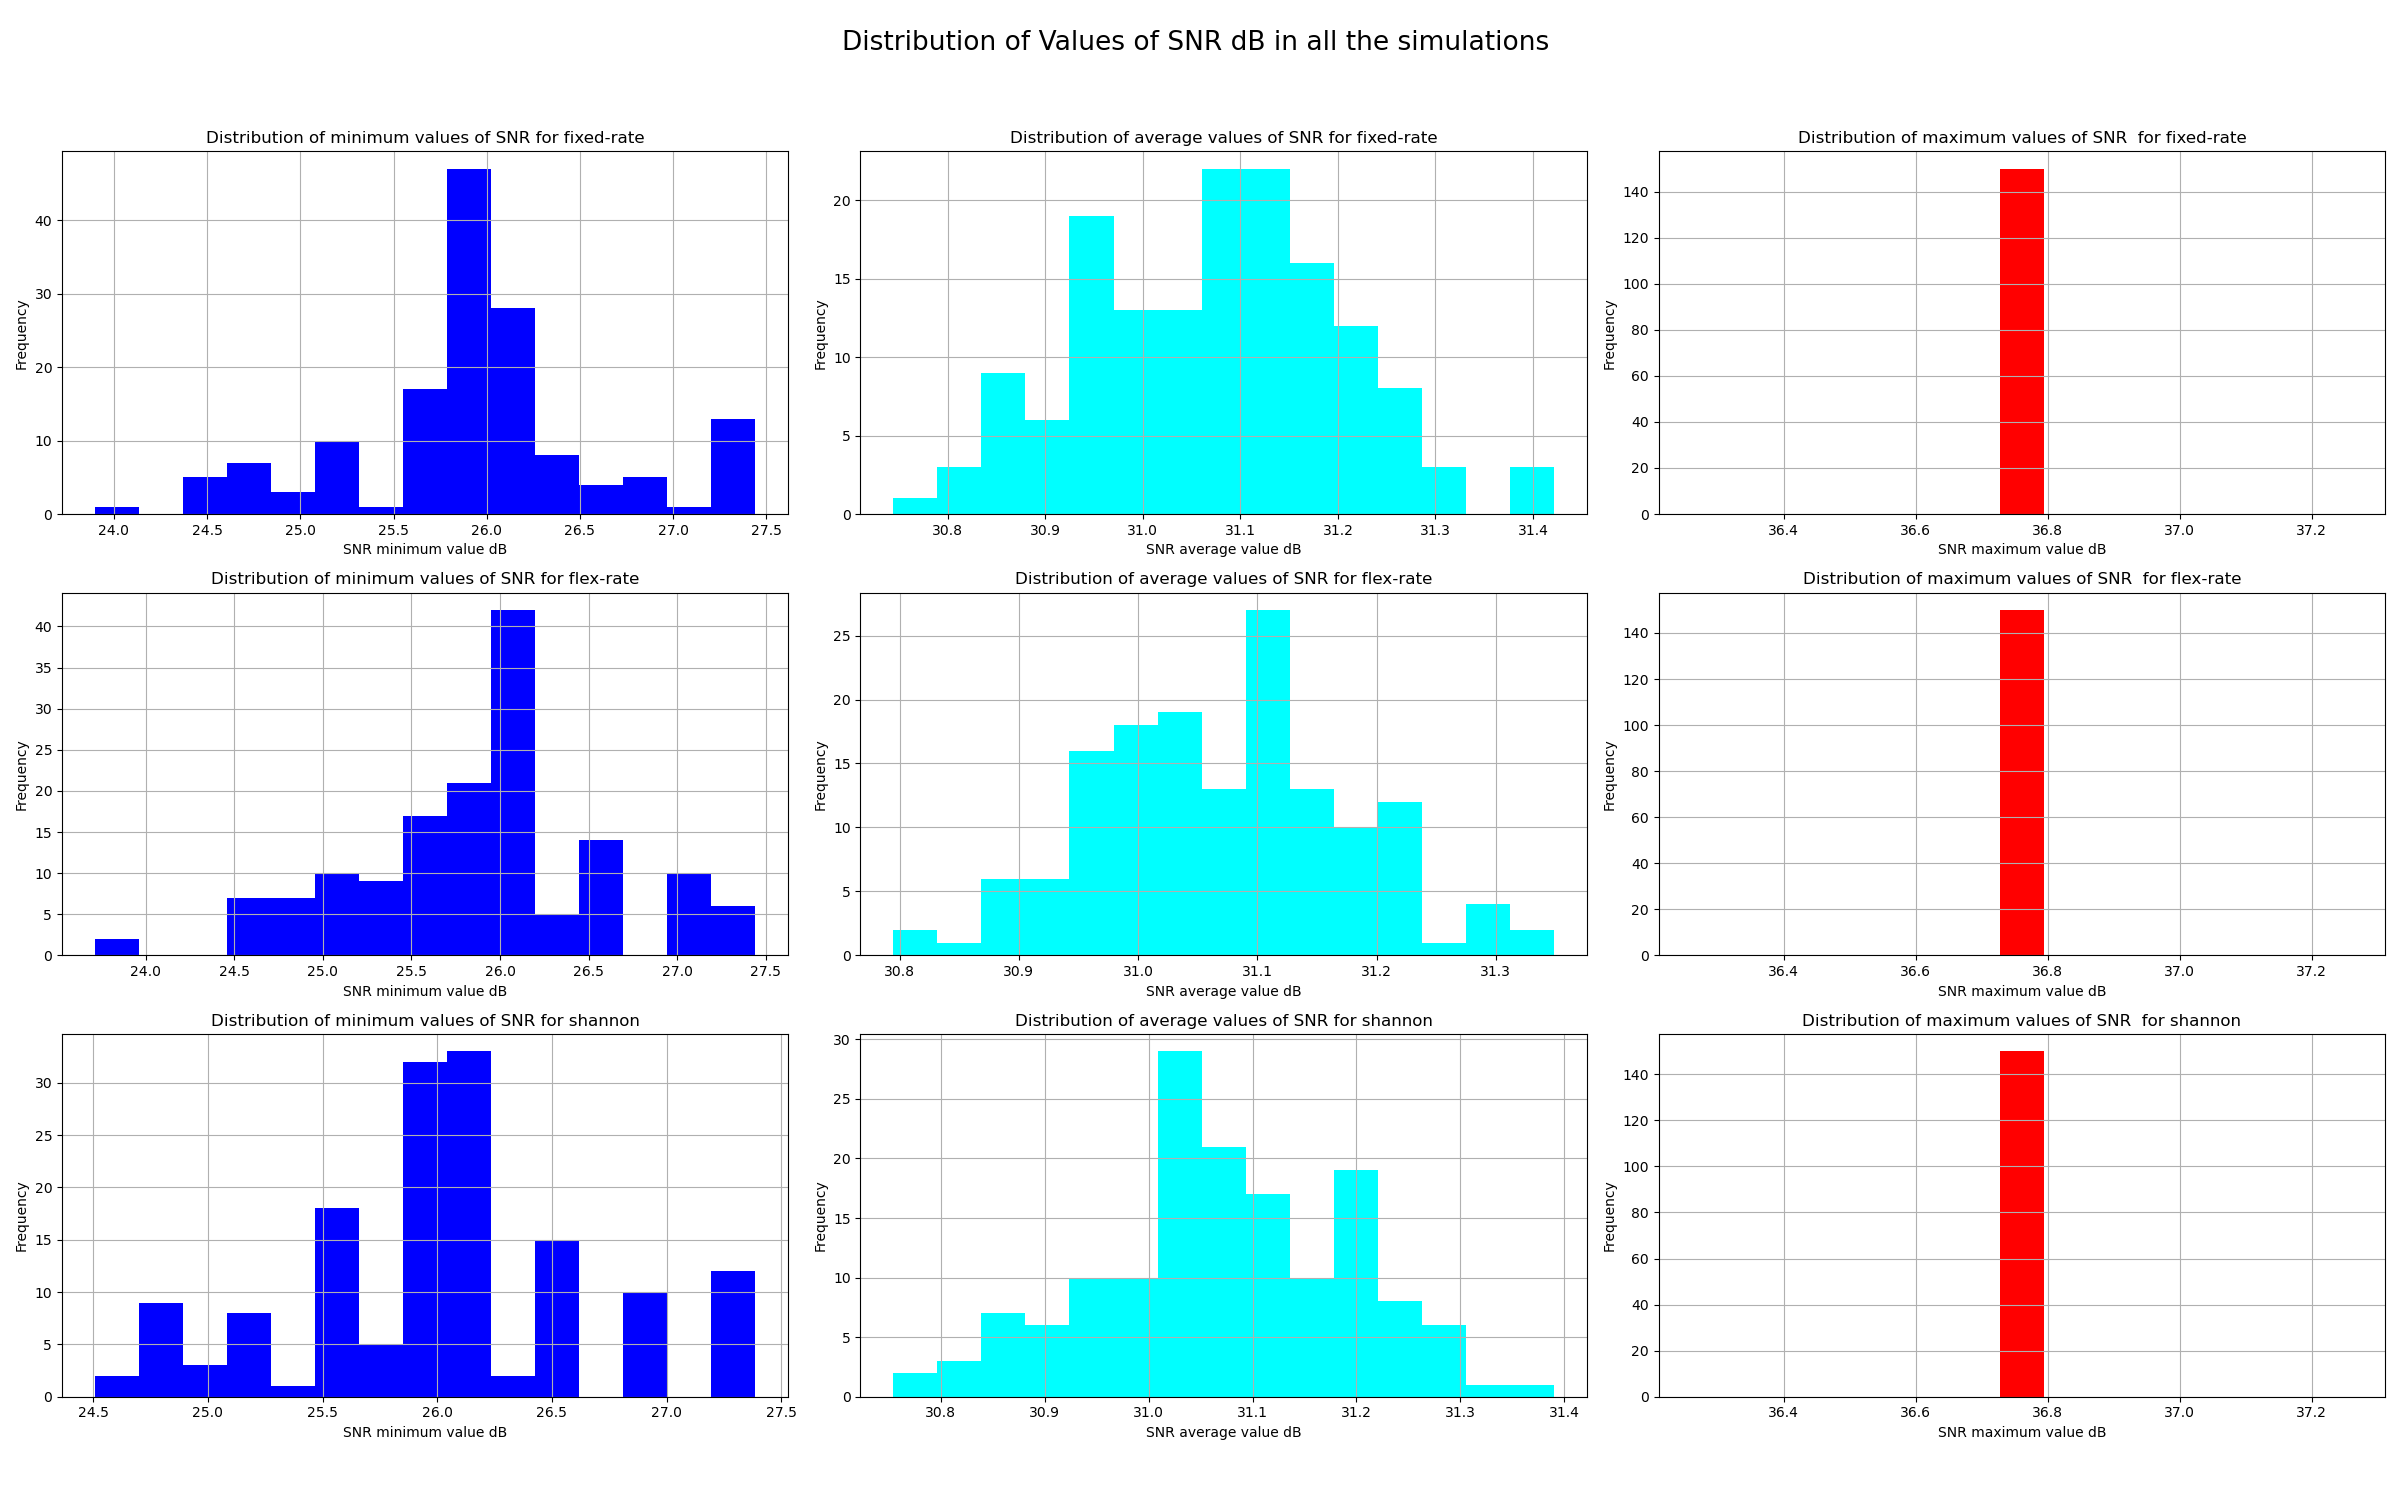 Distribution of Values of SNR dB in all the simulations
Distribution of minimum values of SNR for fixed-rate
Frequency
40
30
20
10
0
24.0 24.5 25.0 25.5 26.0 26.5 27.0 27.5
SNR minimum value dB
Distribution of average values of SNR for fixed-rate
Frequency
20
15
10
5
0
30.8 30.9 31.0 31.1 31.2 31.3 31.4
SNR average value dB
Distribution of maximum values of SNR  for fixed-rate
Frequency
140
120
100
80
60
40
20
0
36.4 36.6 36.8 37.0 37.2
SNR maximum value dB
Distribution of minimum values of SNR for flex-rate
Frequency
40
35
30
25
20
15
10
5
0
24.0 24.5 25.0 25.5 26.0 26.5 27.0 27.5
SNR minimum value dB
Distribution of average values of SNR for flex-rate
Frequency
25
20
15
10
5
0
30.8 30.9 31.0 31.1 31.2 31.3
SNR average value dB
Distribution of maximum values of SNR  for flex-rate
Frequency
140
120
100
80
60
40
20
0
36.4 36.6 36.8 37.0 37.2
SNR maximum value dB
Distribution of minimum values of SNR for shannon
Frequency
30
25
20
15
10
5
0
24.5 25.0 25.5 26.0 26.5 27.0 27.5
SNR minimum value dB
Distribution of average values of SNR for shannon
Frequency
30
25
20
15
10
5
0
30.8 30.9 31.0 31.1 31.2 31.3 31.4
SNR average value dB
Distribution of maximum values of SNR  for shannon
Frequency
140
120
100
80
60
40
20
0
36.4 36.6 36.8 37.0 37.2
SNR maximum value dB